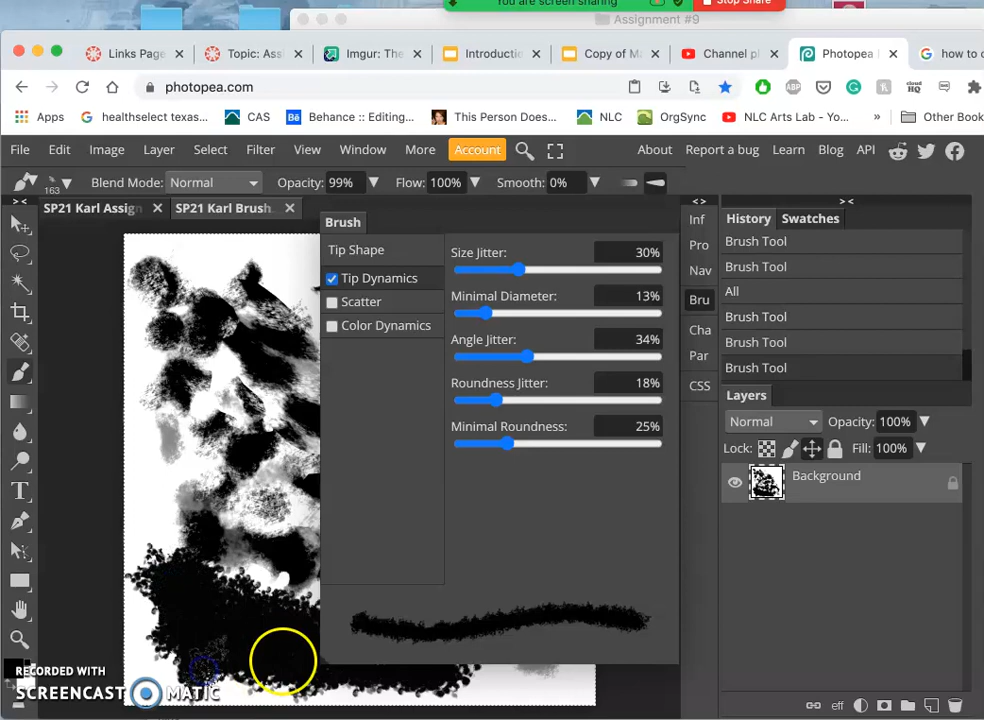 You are screen sharing
Stop Share
Assignment #9
Links Page
Topic: Assi
Imgur: The
Introductio
Copy of Ma
Channel pl
Photopea
how to c
photopea.com
Apps
healthselect texas...
CAS
Behance :: Editing...
This Person Does...
NLC
OrgSync
NLC Arts Lab - Yo...
»
Other Book
File
Edit
Image
Layer
Select
Filter
View
Window
More
Account
About
Report a bug
Learn
Blog
API
163
Blend Mode: Normal
Opacity: 99%
Flow: 100%
Smooth: 0%
> <
SP21 Karl Assign
SP21 Karl Brush
Brush
Tip Shape
Tip Dynamics
Scatter
Color Dynamics
Size Jitter: 30%
Minimal Diameter: 13%
Angle Jitter: 34%
Roundness Jitter: 18%
Minimal Roundness: 25%
<>
Inf
Pro
Nav
Bru
Cha
Par
CSS
> <
History
Swatches
Brush Tool
Brush Tool
All
Brush Tool
Brush Tool
Brush Tool
Layers
Normal
Opacity: 100%
Lock:
Fill: 100%
Background
eff
RECORDED WITH
SCREENCAST MATIC